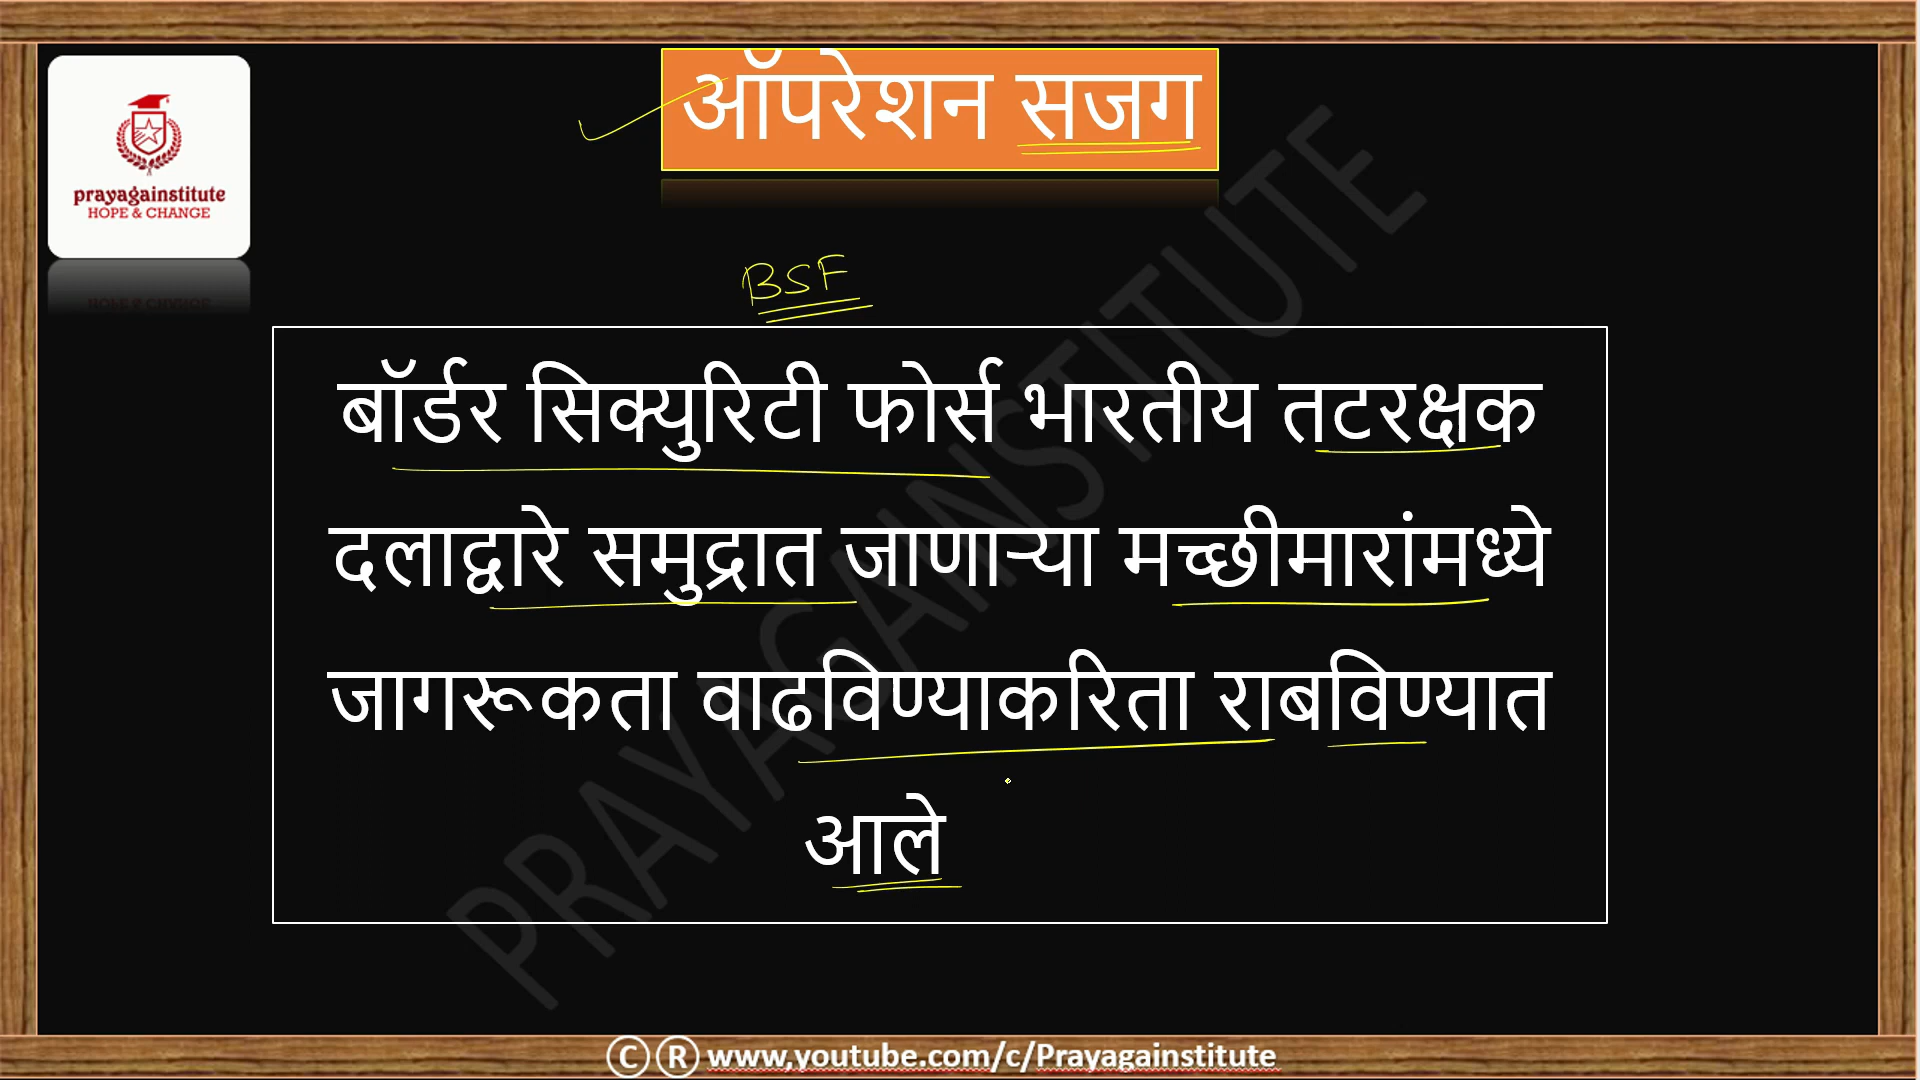 ऑपरेशन सजग
prayagainstitute
HOPE & CHANGE
BSF
बॉर्डर सिक्युरिटी फोर्स भारतीय तटरक्षक
दलाद्वारे समुद्रात जाणाऱ्या मच्छीमारांमध्ये
जागरूकता वाढविण्याकरिता राबविण्यात
आले
PRAYAGAINSTITUTE
© ® www.youtube.com/c/Prayagainstitute